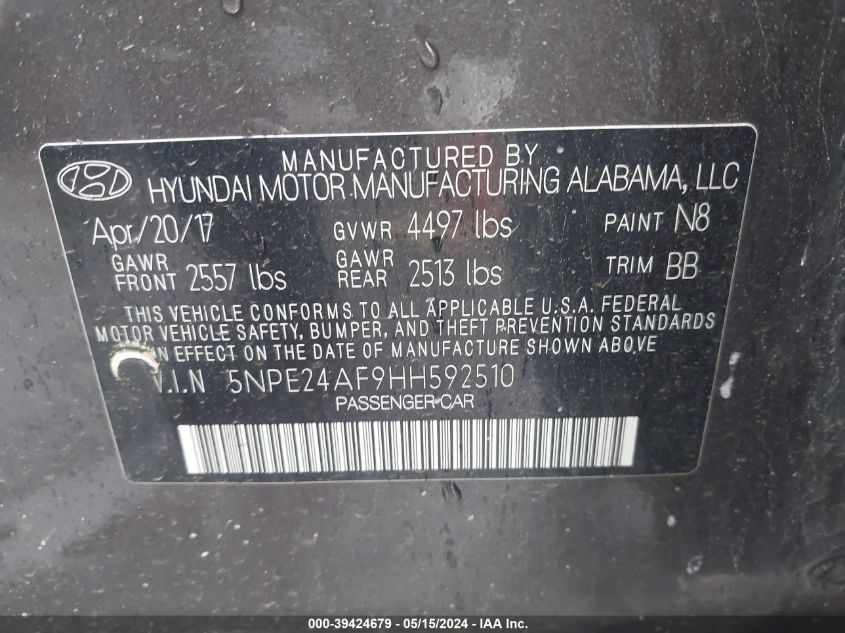 MANUFACTURED BY
HYUNDAI MOTOR MANUFACTURING ALABAMA, LLC
Apr/20/17 GVWR 4497 lbs PAINT N8
GAWR FRONT 2557 lbs GAWR REAR 2513 lbs TRIM BB
THIS VEHICLE CONFORMS TO ALL APPLICABLE U.S.A. FEDERAL
MOTOR VEHICLE SAFETY, BUMPER, AND THEFT PREVENTION STANDARDS
IN EFFECT ON THE DATE OF MANUFACTURE SHOWN ABOVE
V.I.N 5NPE24AF9HH592510
PASSENGER CAR
000-39424679 - 05/15/2024 - IAA Inc.